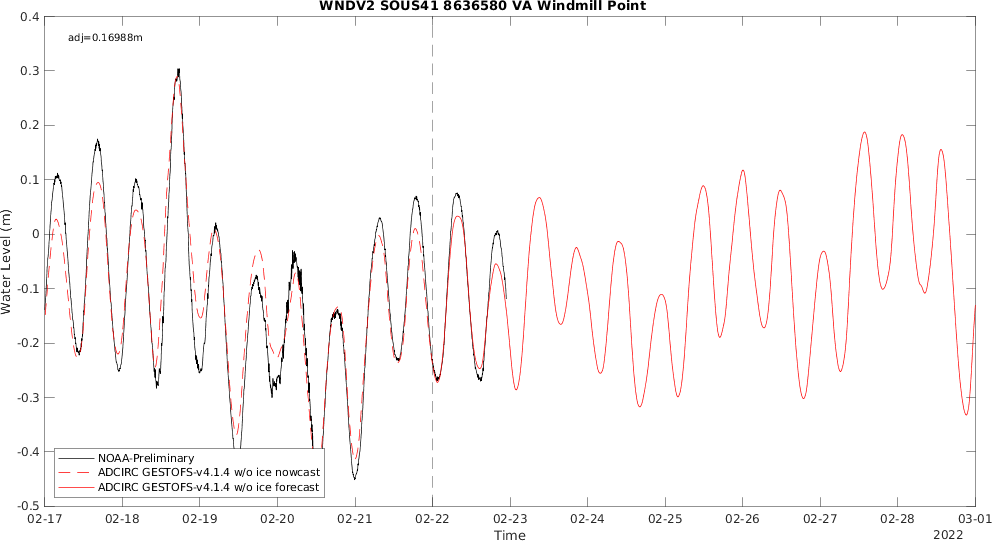 WNDV2 SOUS41 8636580 VA Windmill Point
adj=0.16988m
0.4
0.3
0.2
0.1
0
-0.1
-0.2
-0.3
-0.4
-0.5
Water Level (m)
NOAA-Preliminary
ADCIRC GESTOFS-v4.1.4 w/o ice nowcast
ADCIRC GESTOFS-v4.1.4 w/o ice forecast
02-17 02-18 02-19 02-20 02-21 02-22 02-23 02-24 02-25 02-26 02-27 02-28 03-01
Time
2022